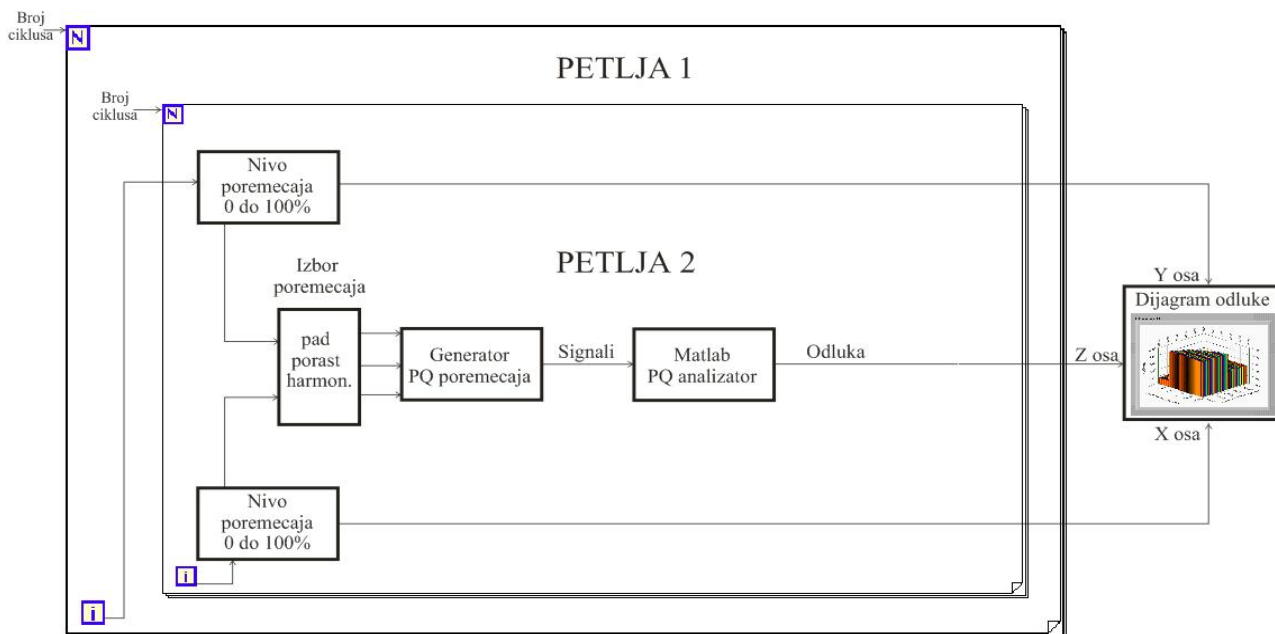 Broj
ciklusa
N
PETLJA 1
Broj
ciklusa
N
Nivo
poremecaja
0 do 100%
PETLJA 2
Izbor
poremecaja
Y osa
Dijagram odluke
pad
porast
harmon.
Generator
PQ poremecaja
Signali
Matlab
PQ analizator
Odluka
Z osa
X osa
Nivo
poremecaja
0 do 100%
i
i